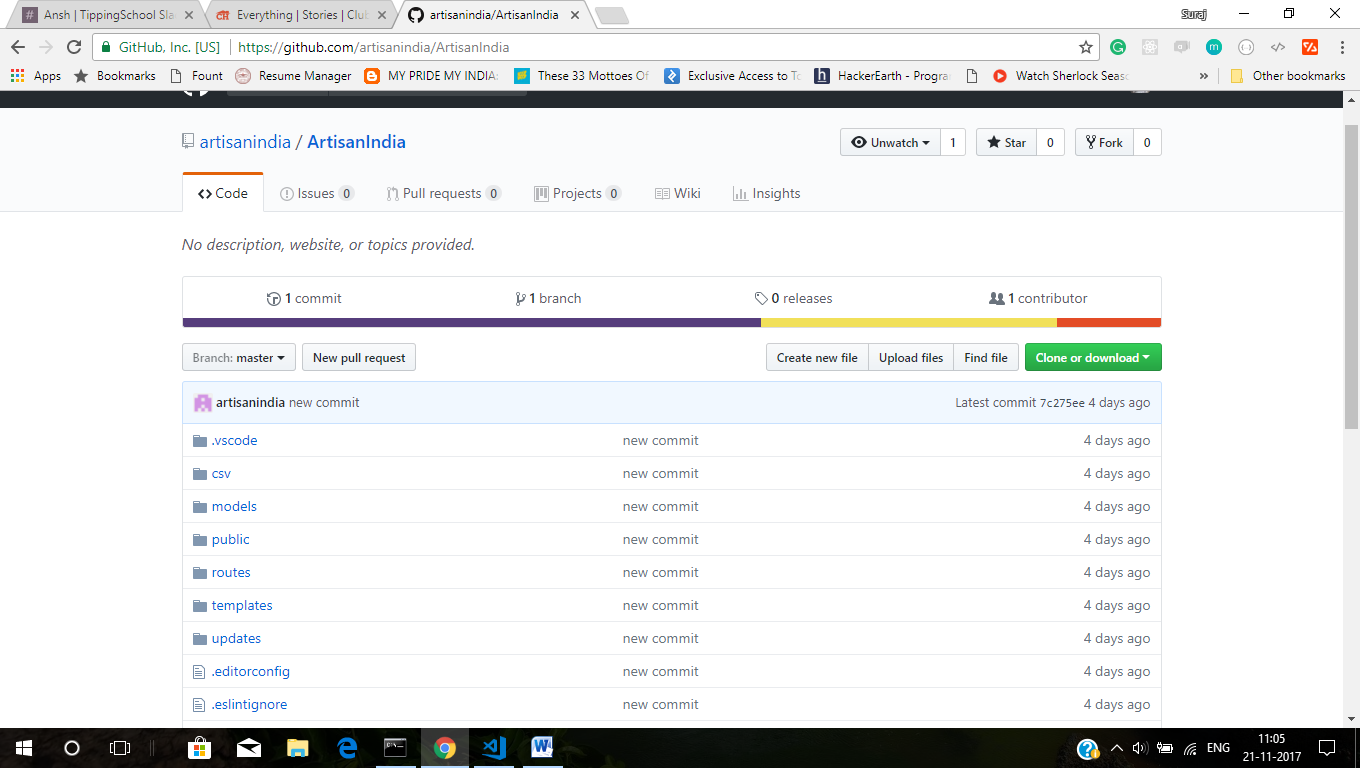 Ansh | TippingSchool Sla
Everything | Stories | Club
artisanindia/ArtisanIndia
Suraj
GitHub, Inc. [US]
https://github.com/artisanindia/ArtisanIndia
Apps
Bookmarks
Fount
Resume Manager
MY PRIDE MY INDIA:
These 33 Mottoes Of
Exclusive Access to To
HackerEarth - Progra
Watch Sherlock Seas
»
Other bookmarks
artisanindia / ArtisanIndia
Unwatch 1
Star 0
Fork 0
Code
Issues 0
Pull requests 0
Projects 0
Wiki
Insights
No description, website, or topics provided.
1 commit
1 branch
0 releases
1 contributor
Branch: master
New pull request
Create new file
Upload files
Find file
Clone or download
artisanindia new commit
Latest commit 7c275ee 4 days ago
.vscode new commit 4 days ago
csv new commit 4 days ago
models new commit 4 days ago
public new commit 4 days ago
routes new commit 4 days ago
templates new commit 4 days ago
updates new commit 4 days ago
.editorconfig new commit 4 days ago
.eslintignore new commit 4 days ago
ENG
11:05
21-11-2017